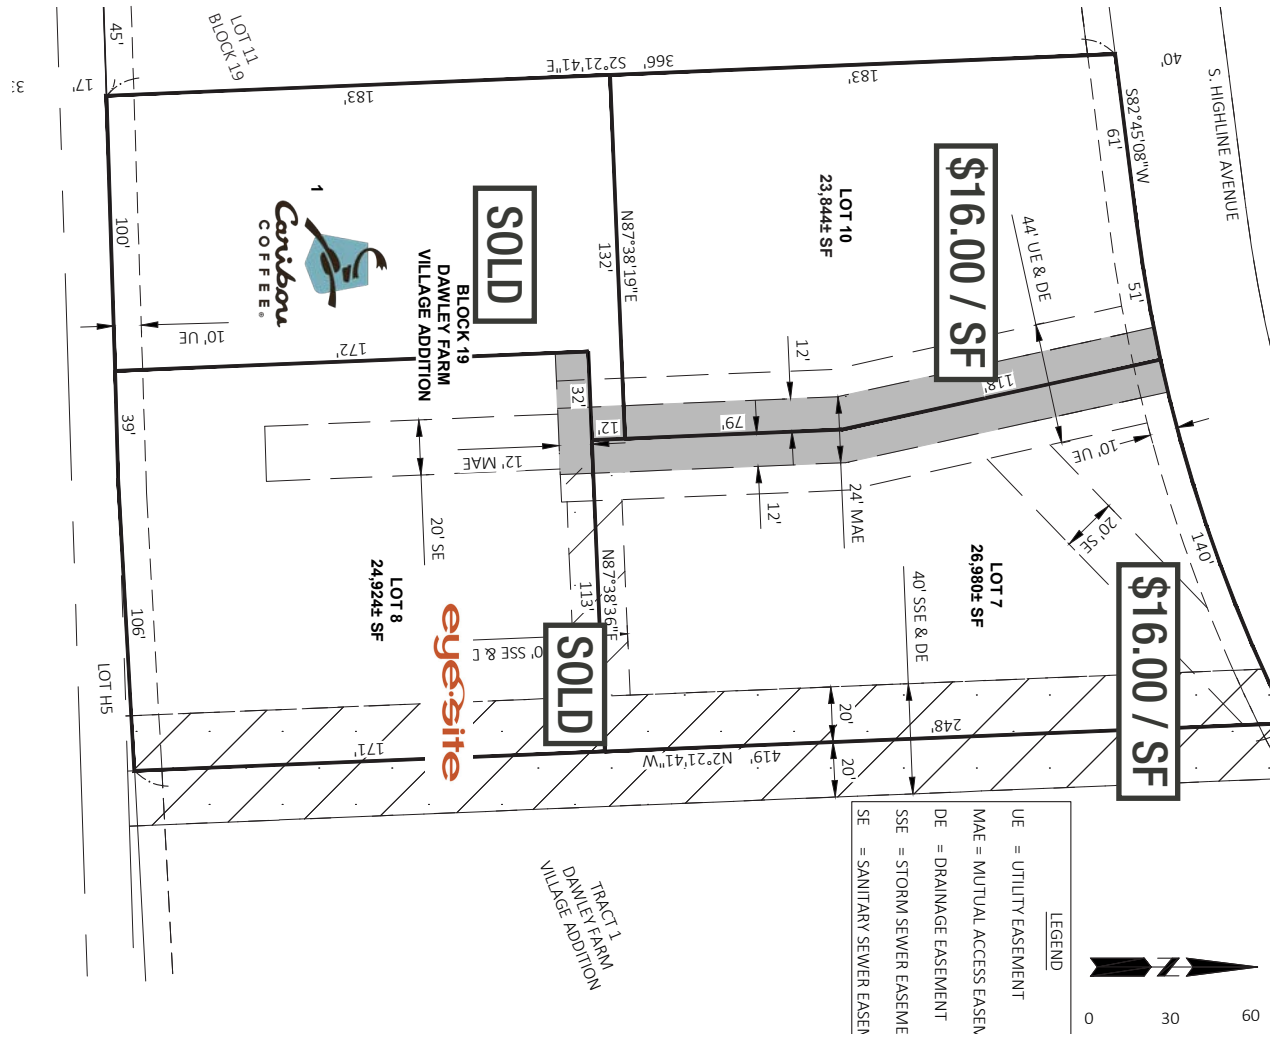 LOT 11
BLOCK 19
45'
17'
183'
S2°21'41"E
366'
183'
40'
S. HIGHLINE AVENUE
S82°45'08"W
61'
51'
LOT 10
23,844± SF
$16.00 / SF
44' UE & DE
N87°38'19"E
132'
SOLD
1
Caribou
COFFEE®
BLOCK 19
DAWLEY FARM
VILLAGE ADDITION
100'
10' UE
172'
39'
106'
LOT H5
32'
12'
12' MAE
79'
12'
118'
12'
24' MAE
10' UE
20' SE
140'
LOT 7
26,980± SF
$16.00 / SF
40' SSE & DE
20' SE
LOT 8
24,924± SF
eye·site
N87°38'36"E
113'
0' SSE &
SOLD
171'
N2°21'41"W
419'
20'
20'
248'
TRACT 1
DAWLEY FARM
VILLAGE ADDITION
LEGEND
UE = UTILITY EASEMENT
MAE = MUTUAL ACCESS EASEM
DE = DRAINAGE EASEMENT
SSE = STORM SEWER EASEME
SE = SANITARY SEWER EASEM
N
0 30 60